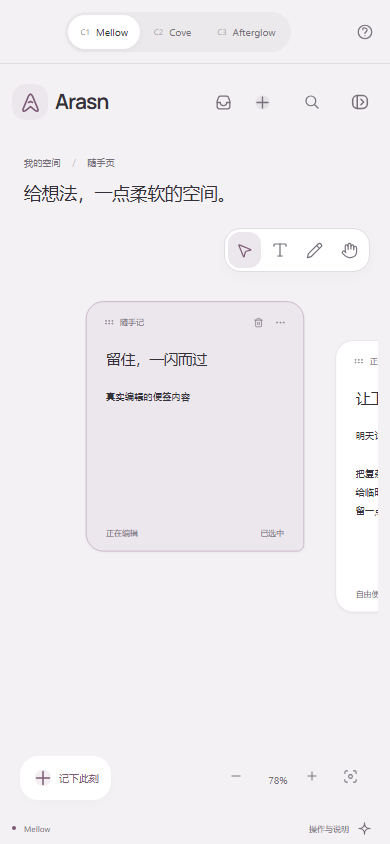 C1 Mellow C2 Cove C3 Afterglow
Arasn
我的空间 / 随手页
给想法，一点柔软的空间。
随手记
留住，一闪而过
真实编辑的便签内容
正在编辑 已选中
明天
把复
给临时
留一
自由便
记下此刻
78%
Mellow 操作与说明